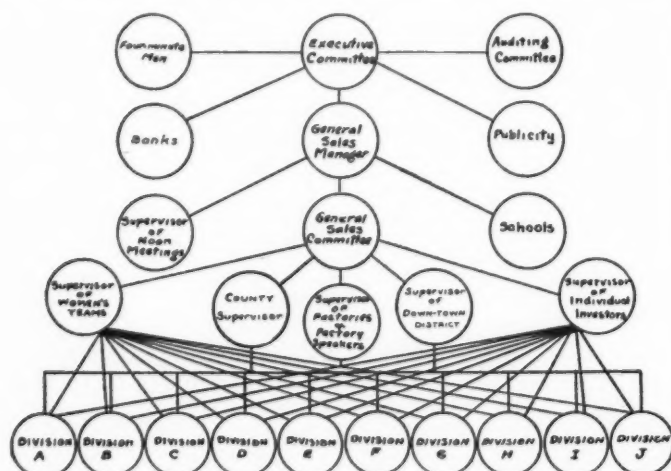 Four minute
Men
Executive
Committee
Auditing
Committee
Banks
General
Sales
Manager
Publicity
Supervisor
of
Noon
Meetings
General
Sales
Committee
Schools
Supervisor
of
Women's
Teams
County
Supervisor
Supervisor
of
Factories
&
Factory
Speakers
Supervisor
of
Down-Town
District
Supervisor
of
Individual
Investors
Division
A
Division
B
Division
C
Division
D
Division
E
Division
F
Division
G
Division
H
Division
I
Division
J